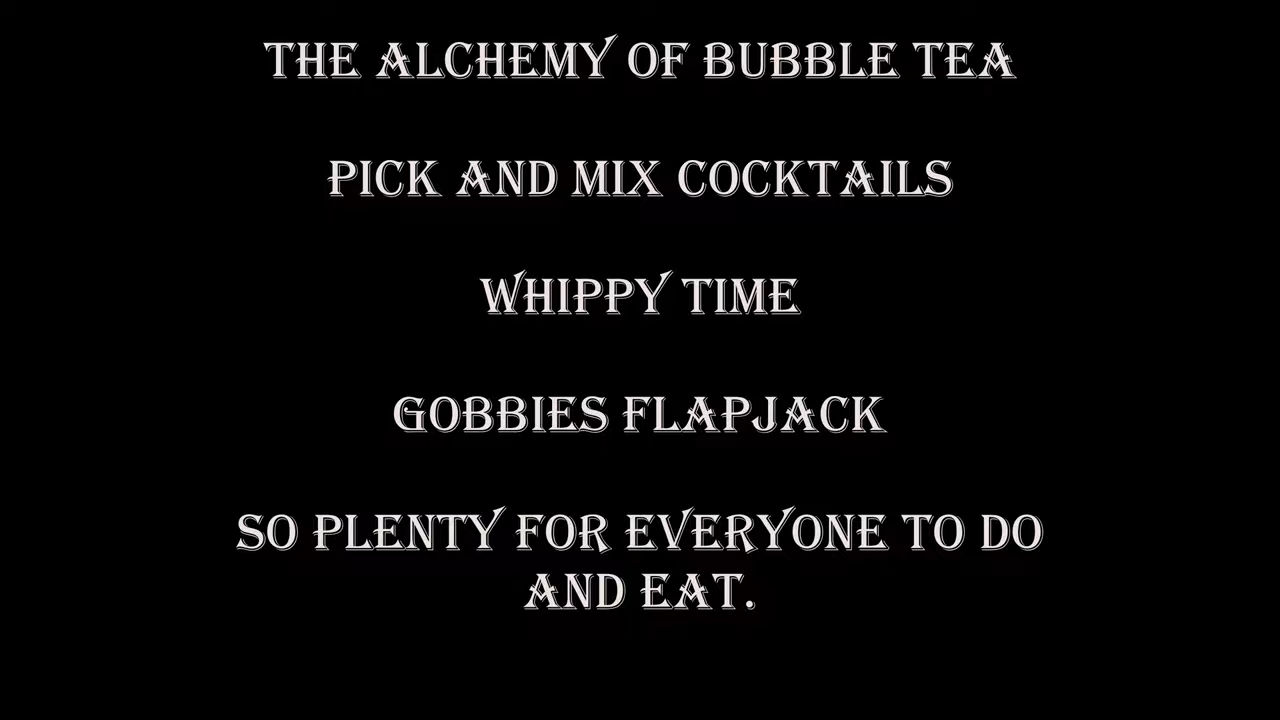 THE ALCHEMY OF BUBBLE TEA
PICK AND MIX COCKTAILS
WHIPPY TIME
GOBBIES FLAPJACK
SO PLENTY FOR EVERYONE TO DO
AND EAT.